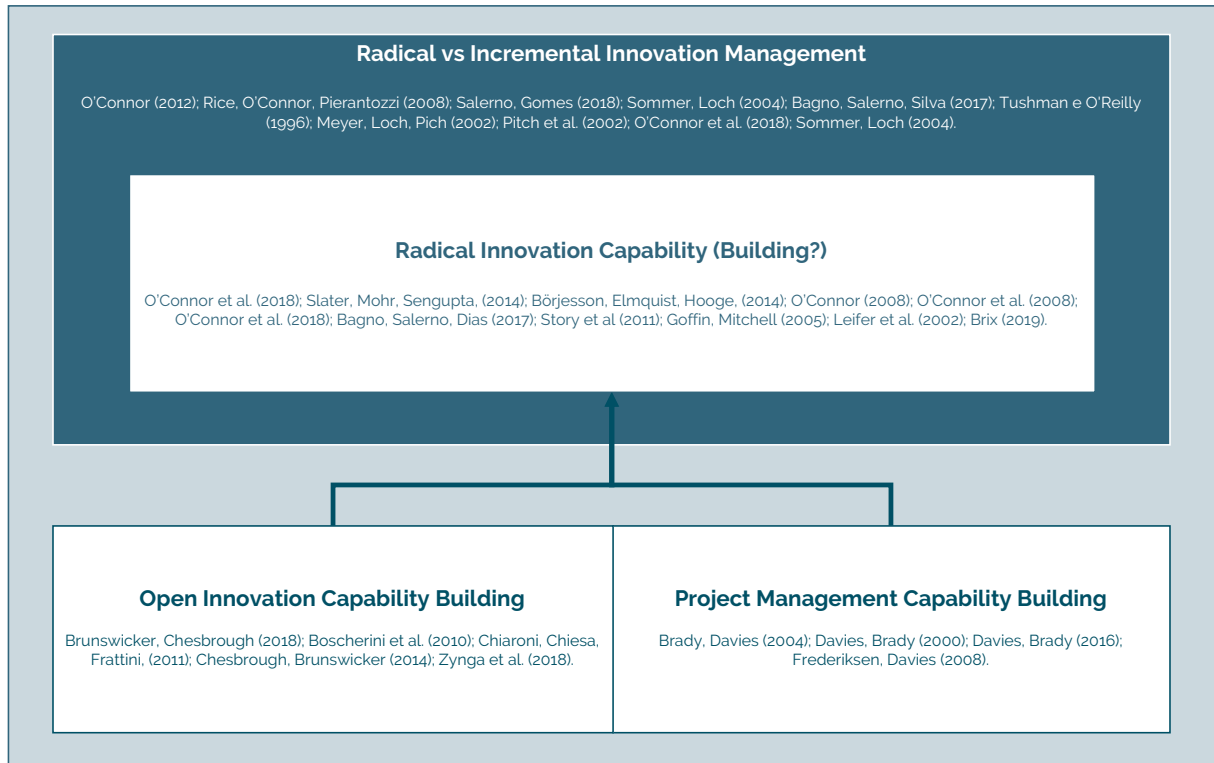 Radical vs Incremental Innovation Management
O'Connor (2012); Rice, O'Connor, Pierantozzi (2008); Salerno, Gomes (2018); Sommer, Loch (2004); Bagno, Salerno, Silva (2017); Tushman e O'Reilly
(1996); Meyer, Loch, Pich (2002); Pitch et al. (2002); O'Connor et al. (2018); Sommer, Loch (2004).
Radical Innovation Capability (Building?)
O'Connor et al. (2018); Slater, Mohr, Sengupta, (2014); Börjesson, Elmquist, Hooge, (2014); O'Connor (2008); O'Connor et al. (2008);
O'Connor et al. (2018); Bagno, Salerno, Dias (2017); Story et al (2011); Goffin, Mitchell (2005); Leifer et al. (2002); Brix (2019).
Open Innovation Capability Building
Brunswicker, Chesbrough (2018); Boscherini et al. (2010); Chiaroni, Chiesa,
Frattini, (2011); Chesbrough, Brunswicker (2014); Zynga et al. (2018).
Project Management Capability Building
Brady, Davies (2004); Davies, Brady (2000); Davies, Brady (2016);
Frederiksen, Davies (2008).